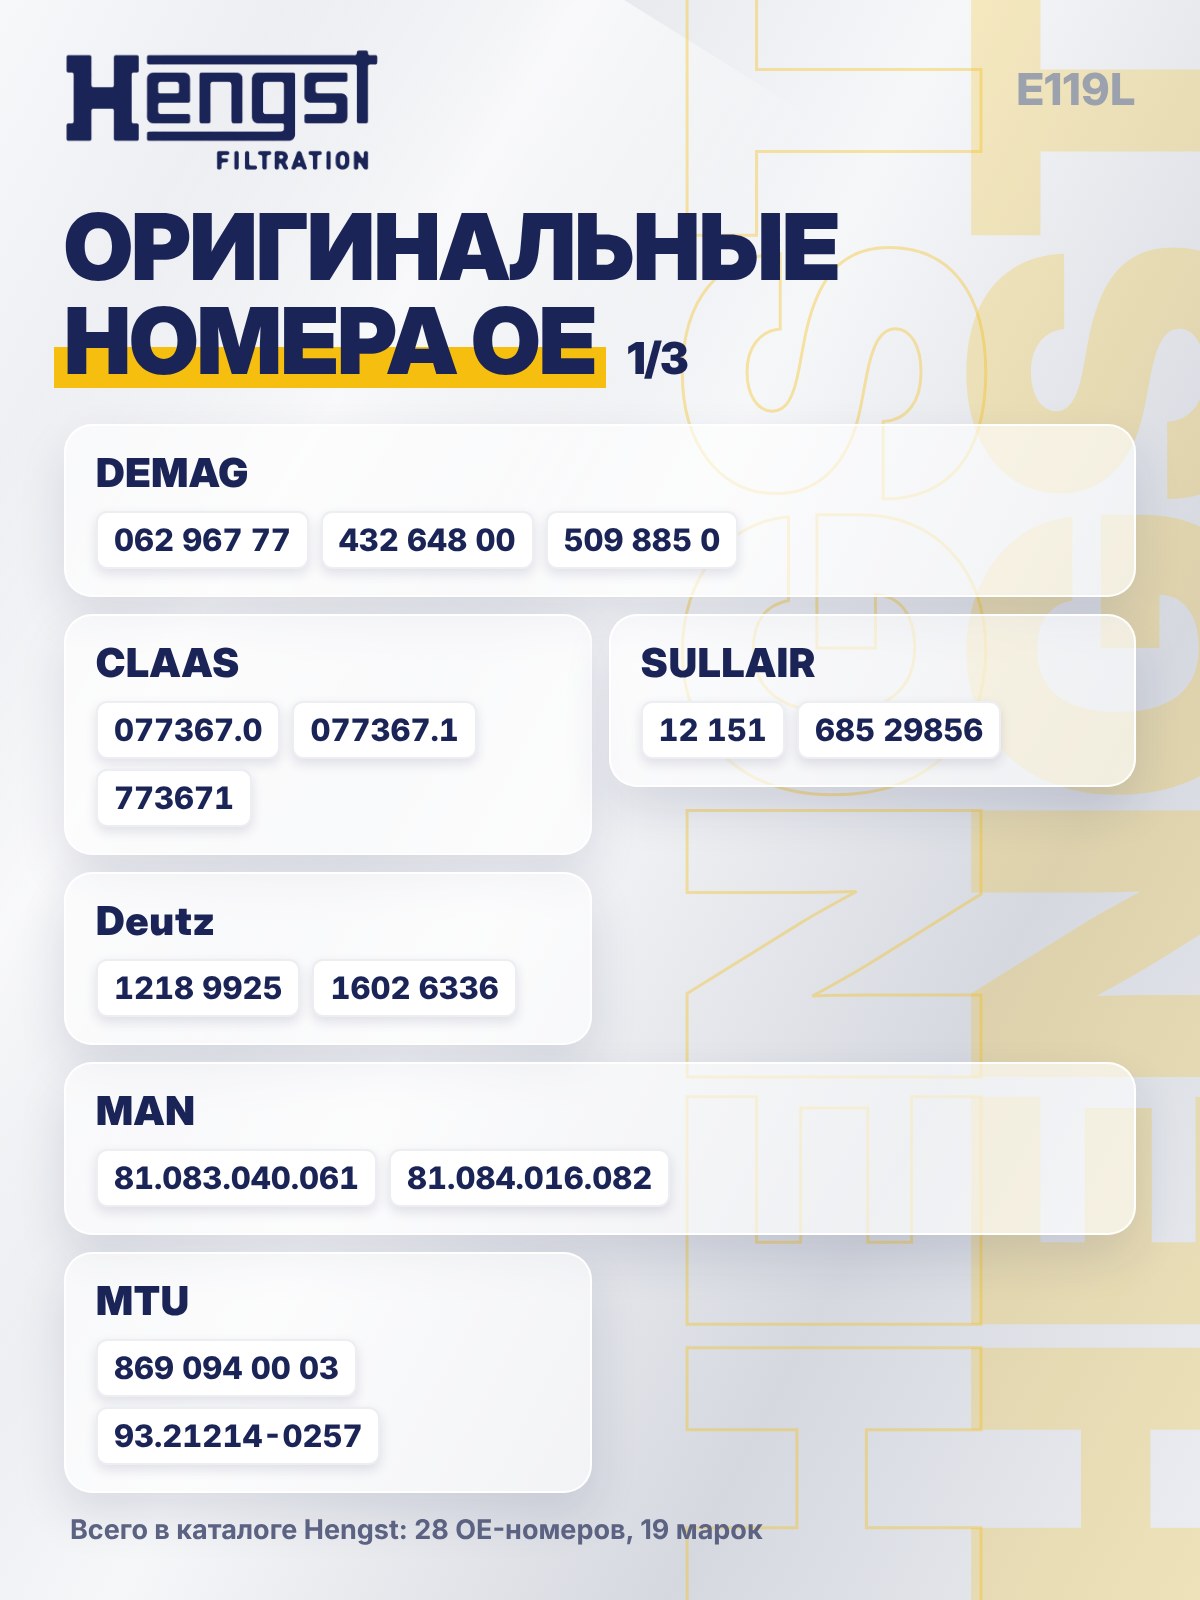 Hengst
FILTRATION
E119L
ОРИГИНАЛЬНЫЕ
НОМЕРА ОЕ 1/3
DEMAG
062 967 77 432 648 00 509 885 0
CLAAS
077367.0 077367.1
773671
SULLAIR
12 151 685 29856
Deutz
1218 9925 1602 6336
MAN
81.083.040.061 81.084.016.082
MTU
869 094 00 03
93.21214-0257
Всего в каталоге Hengst: 28 ОЕ-номеров, 19 марок
HENGST
HENGST